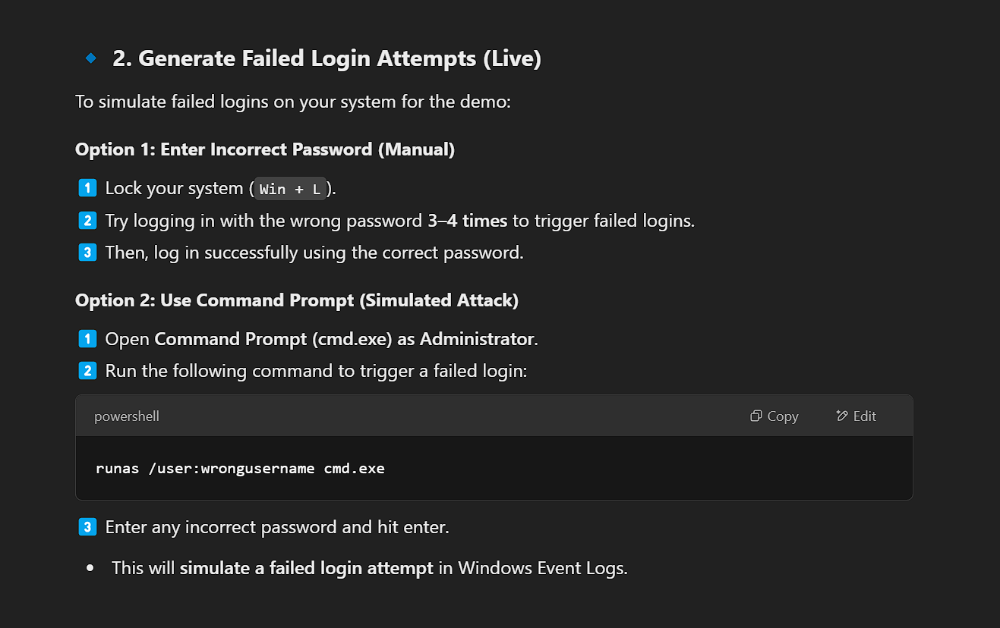 🔹 2. Generate Failed Login Attempts (Live)
To simulate failed logins on your system for the demo:
Option 1: Enter Incorrect Password (Manual)
1️⃣ Lock your system (Win + L).
2️⃣ Try logging in with the wrong password 3–4 times to trigger failed logins.
3️⃣ Then, log in successfully using the correct password.
Option 2: Use Command Prompt (Simulated Attack)
1️⃣ Open Command Prompt (cmd.exe) as Administrator.
2️⃣ Run the following command to trigger a failed login:
powershell Copy Edit
runas /user:wrongusername cmd.exe
3️⃣ Enter any incorrect password and hit enter.
• This will simulate a failed login attempt in Windows Event Logs.